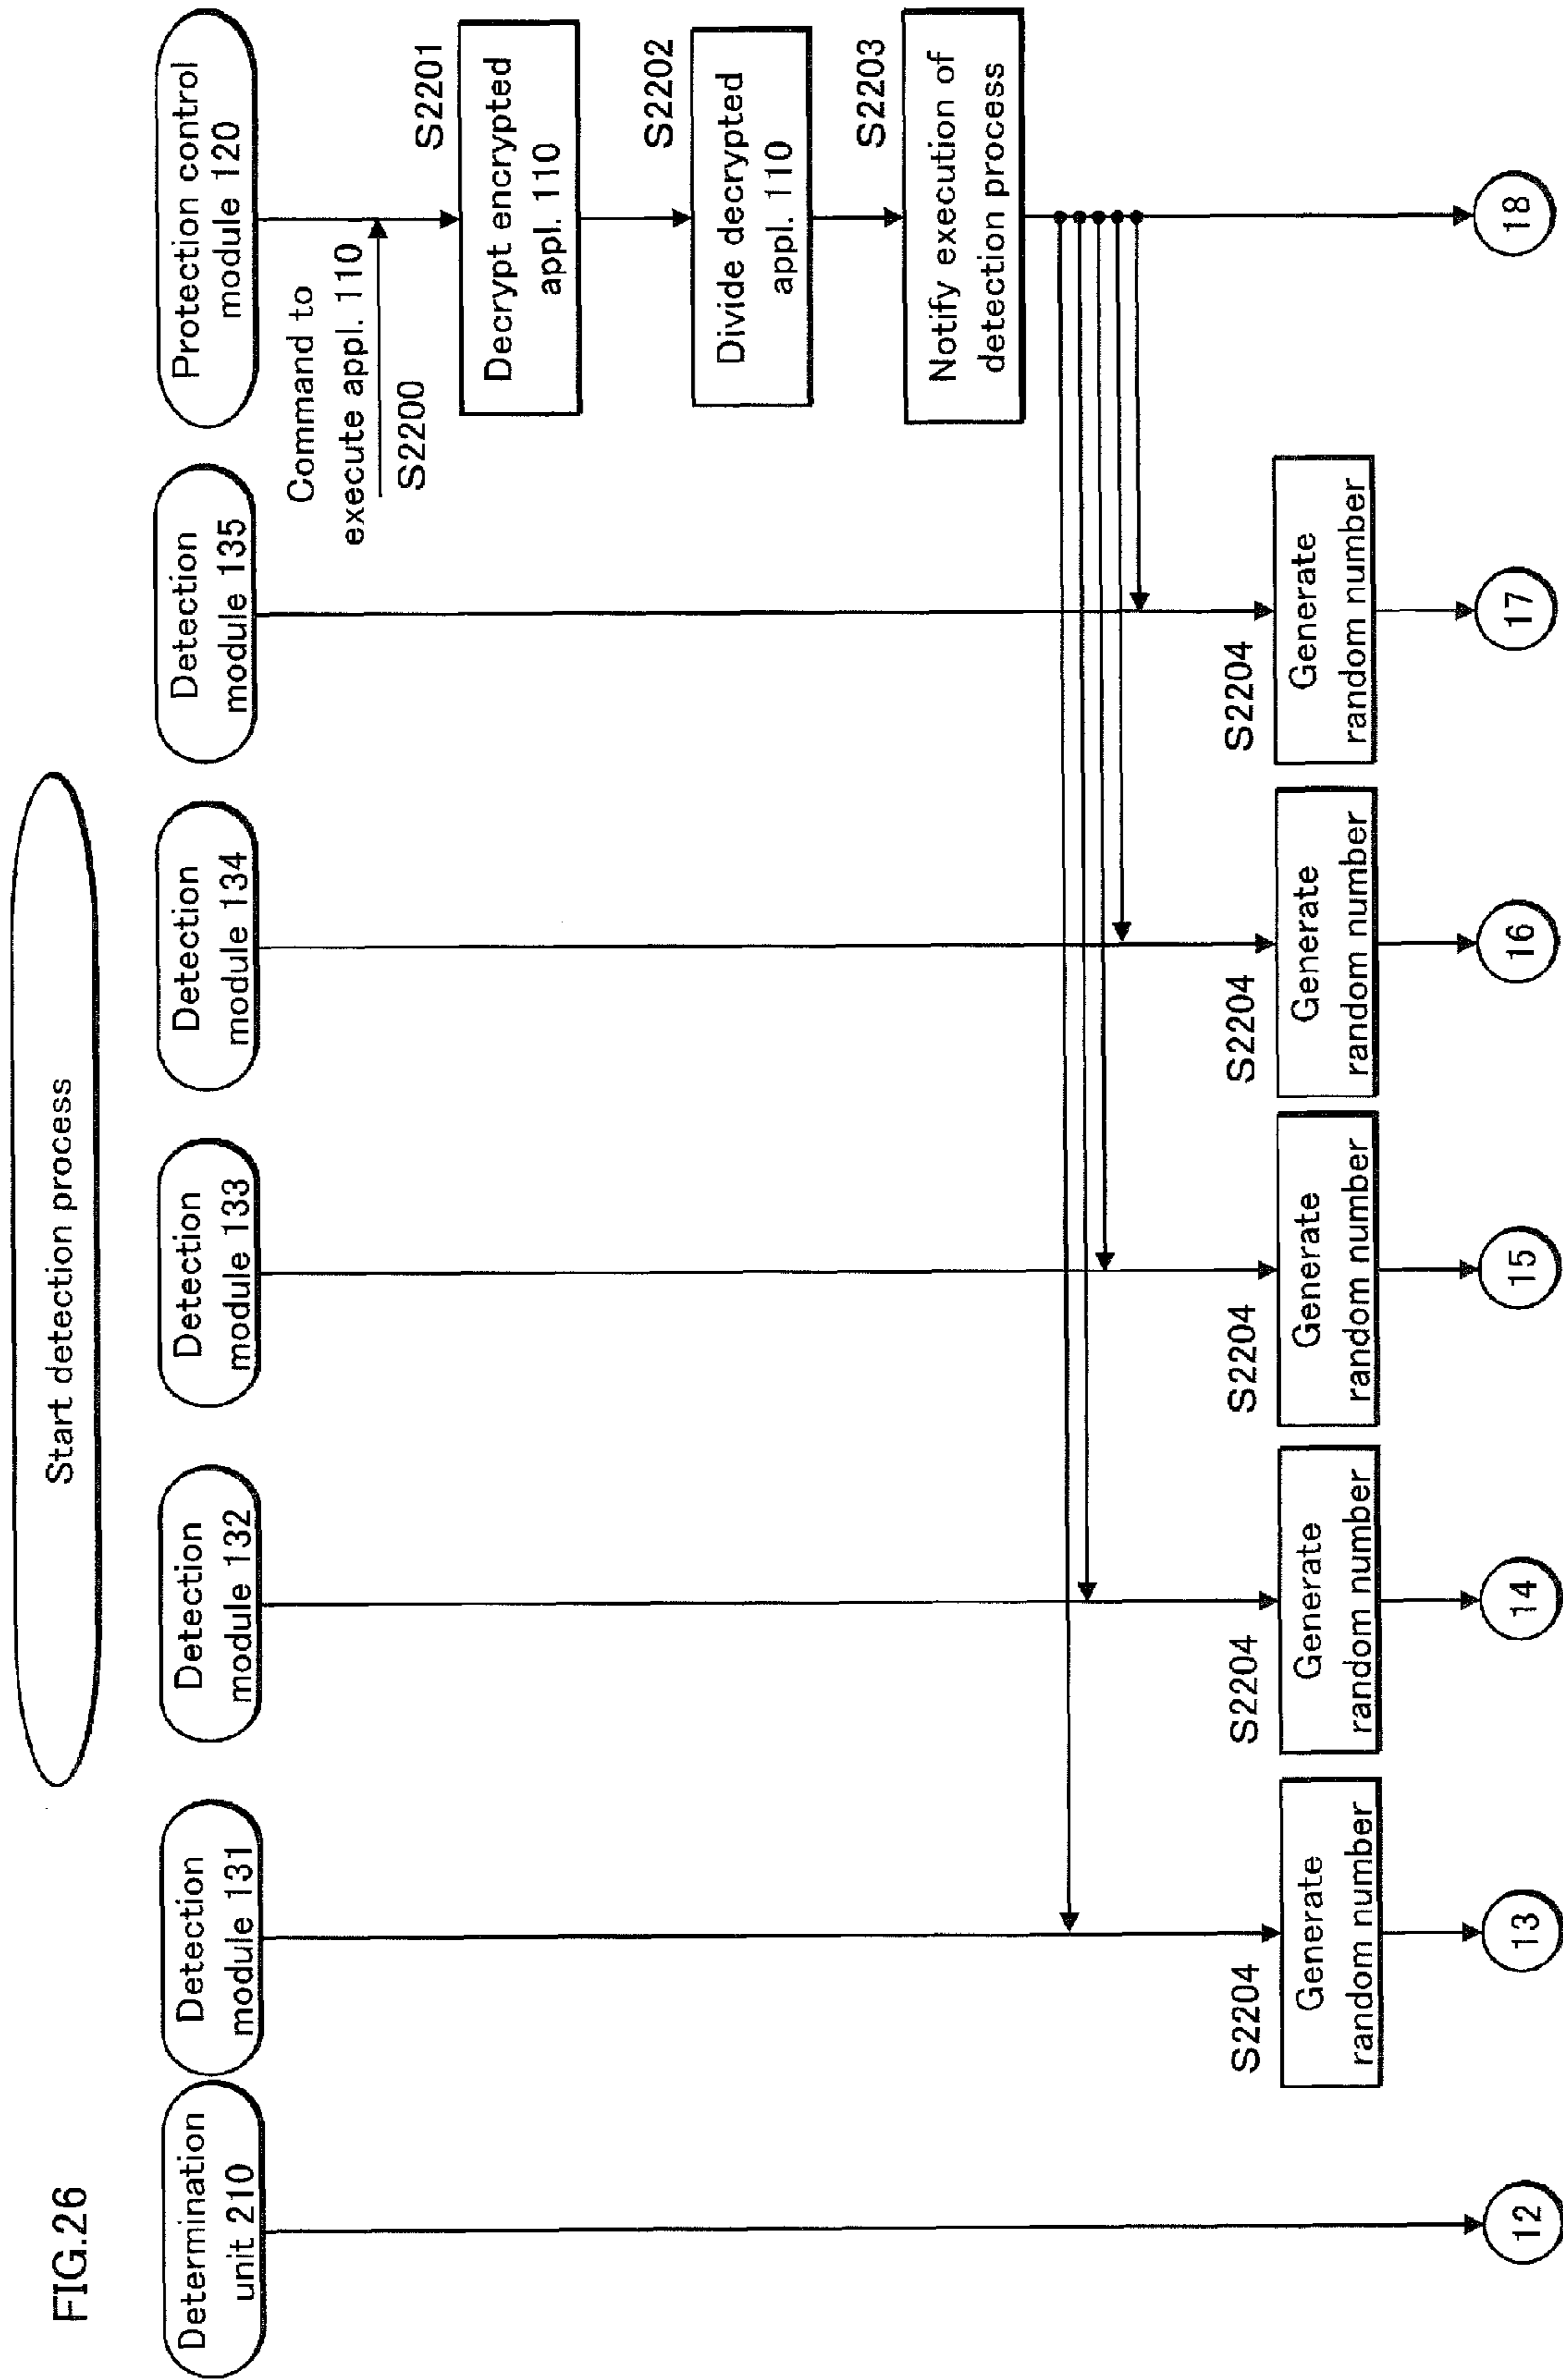 FIG.26
Start detection process
Determination
unit 210
Detection
module 131
Detection
module 132
Detection
module 133
Detection
module 134
Detection
module 135
Protection control
module 120
Command to
execute appl. 110
S2200
S2201
Decrypt encrypted
appl. 110
S2202
Divide decrypted
appl. 110
S2203
Notify execution of
detection process
S2204
Generate
random number
S2204
Generate
random number
S2204
Generate
random number
S2204
Generate
random number
S2204
Generate
random number
12
13
14
15
16
17
18